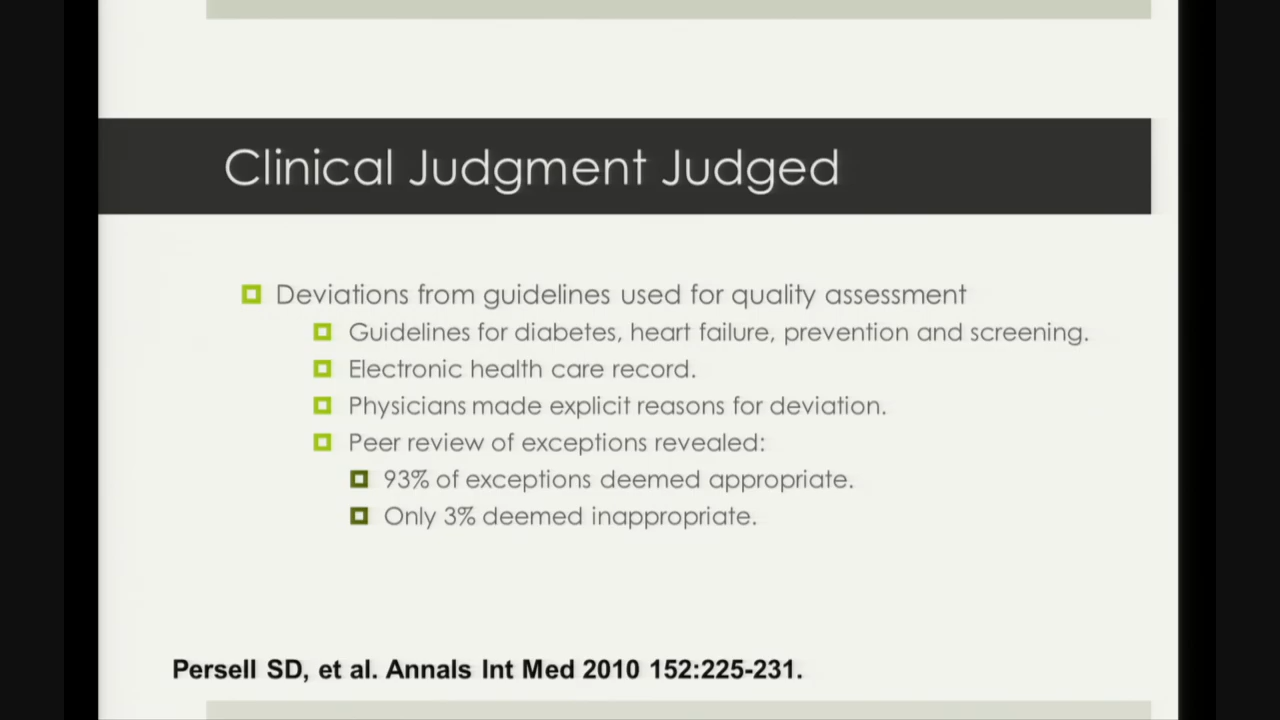 Clinical Judgment Judged
Deviations from guidelines used for quality assessment
Guidelines for diabetes, heart failure, prevention and screening.
Electronic health care record.
Physicians made explicit reasons for deviation.
Peer review of exceptions revealed:
93% of exceptions deemed appropriate.
Only 3% deemed inappropriate.
Persell SD, et al. Annals Int Med 2010 152:225-231.